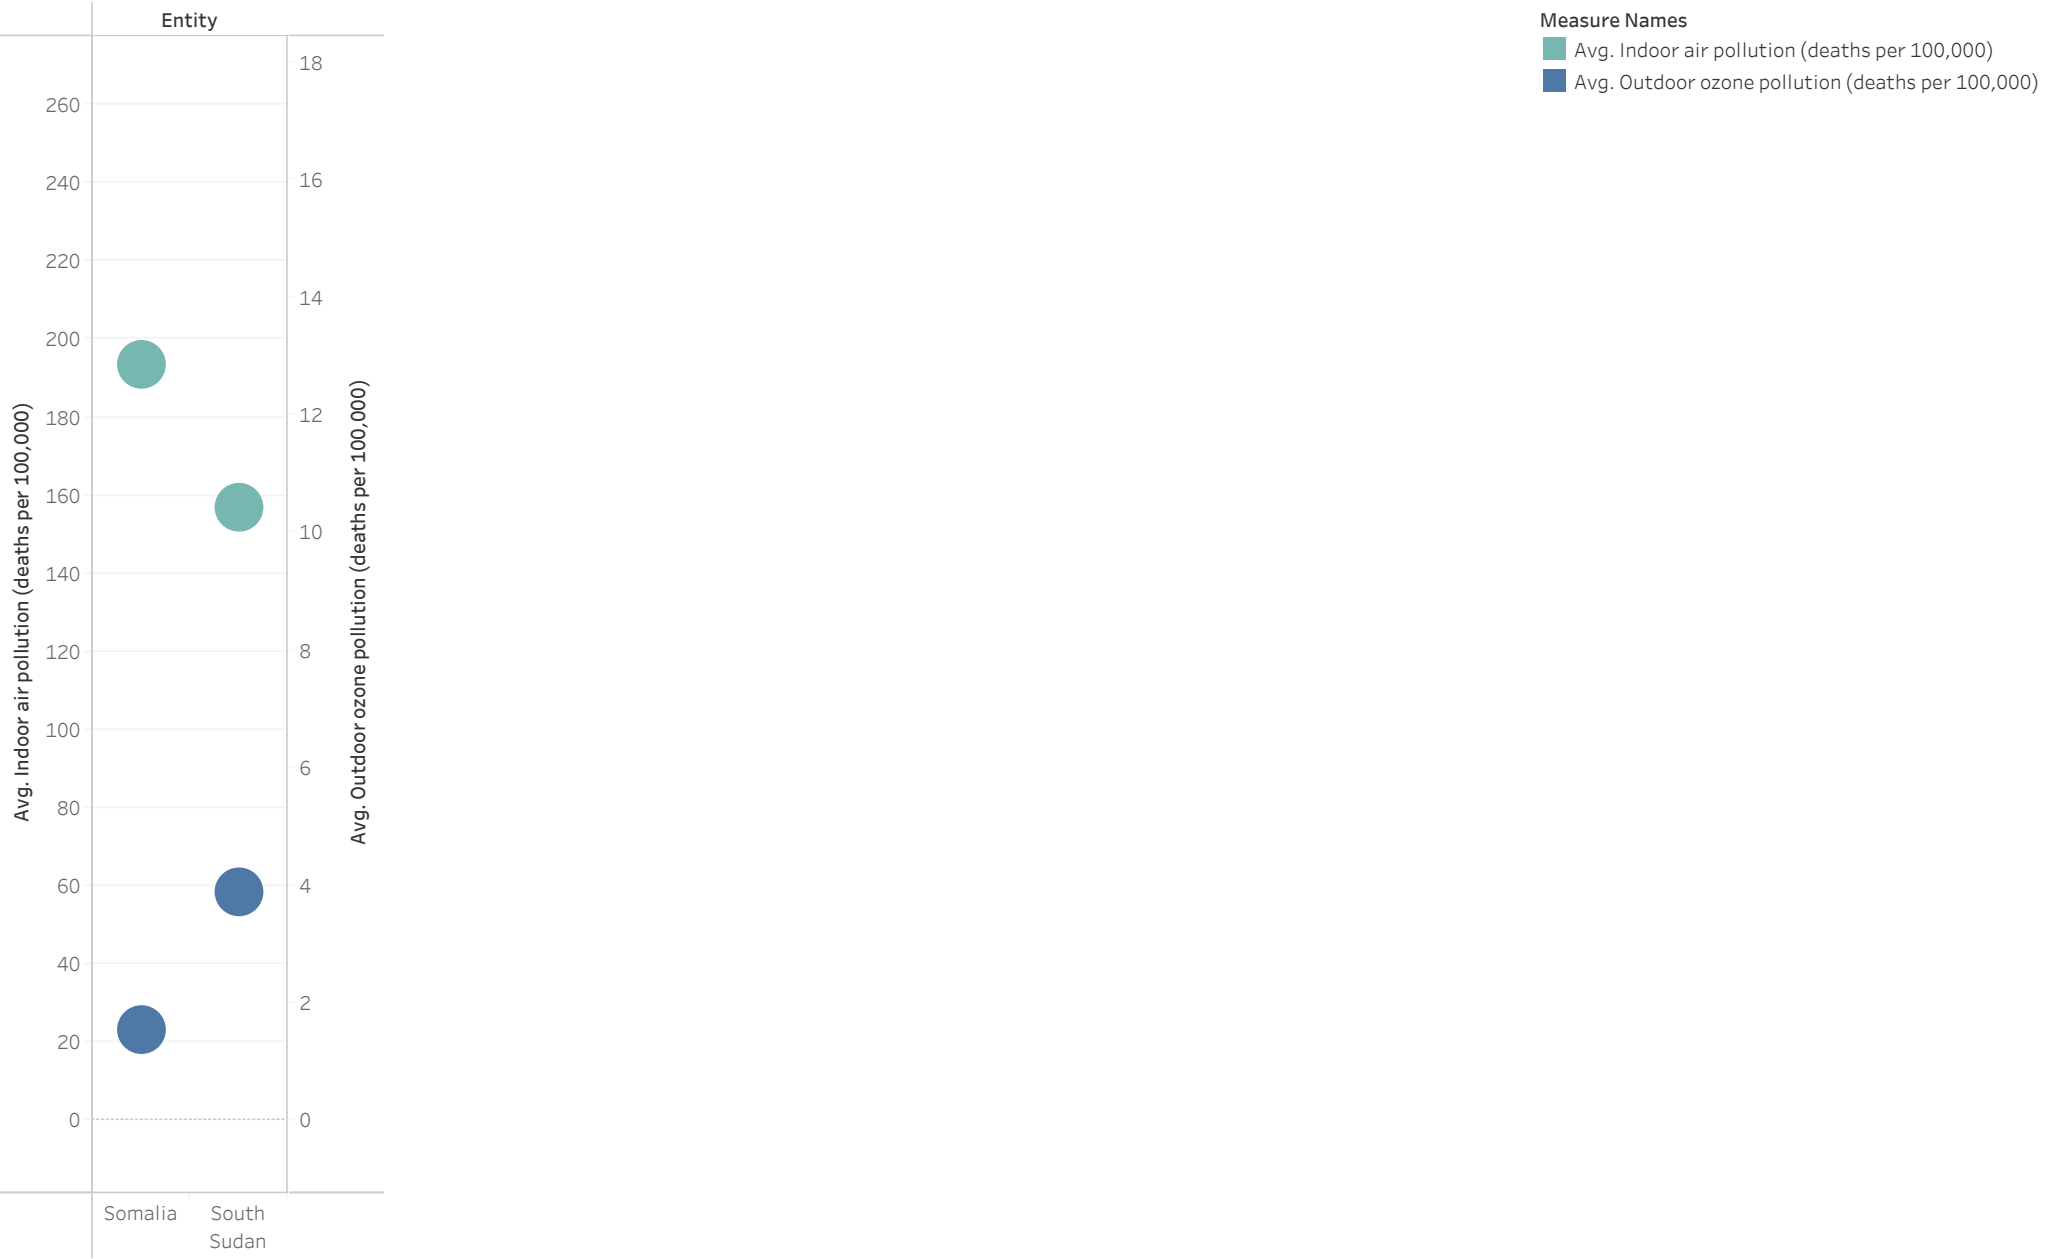 Entity
Avg. Indoor air pollution (deaths per 100,000)
260
240
220
200
180
160
140
120
100
80
60
40
20
0
18
16
14
12
10
8
6
4
2
0
Avg. Outdoor ozone pollution (deaths per 100,000)
Somalia
South
Sudan
Measure Names
Avg. Indoor air pollution (deaths per 100,000)
Avg. Outdoor ozone pollution (deaths per 100,000)